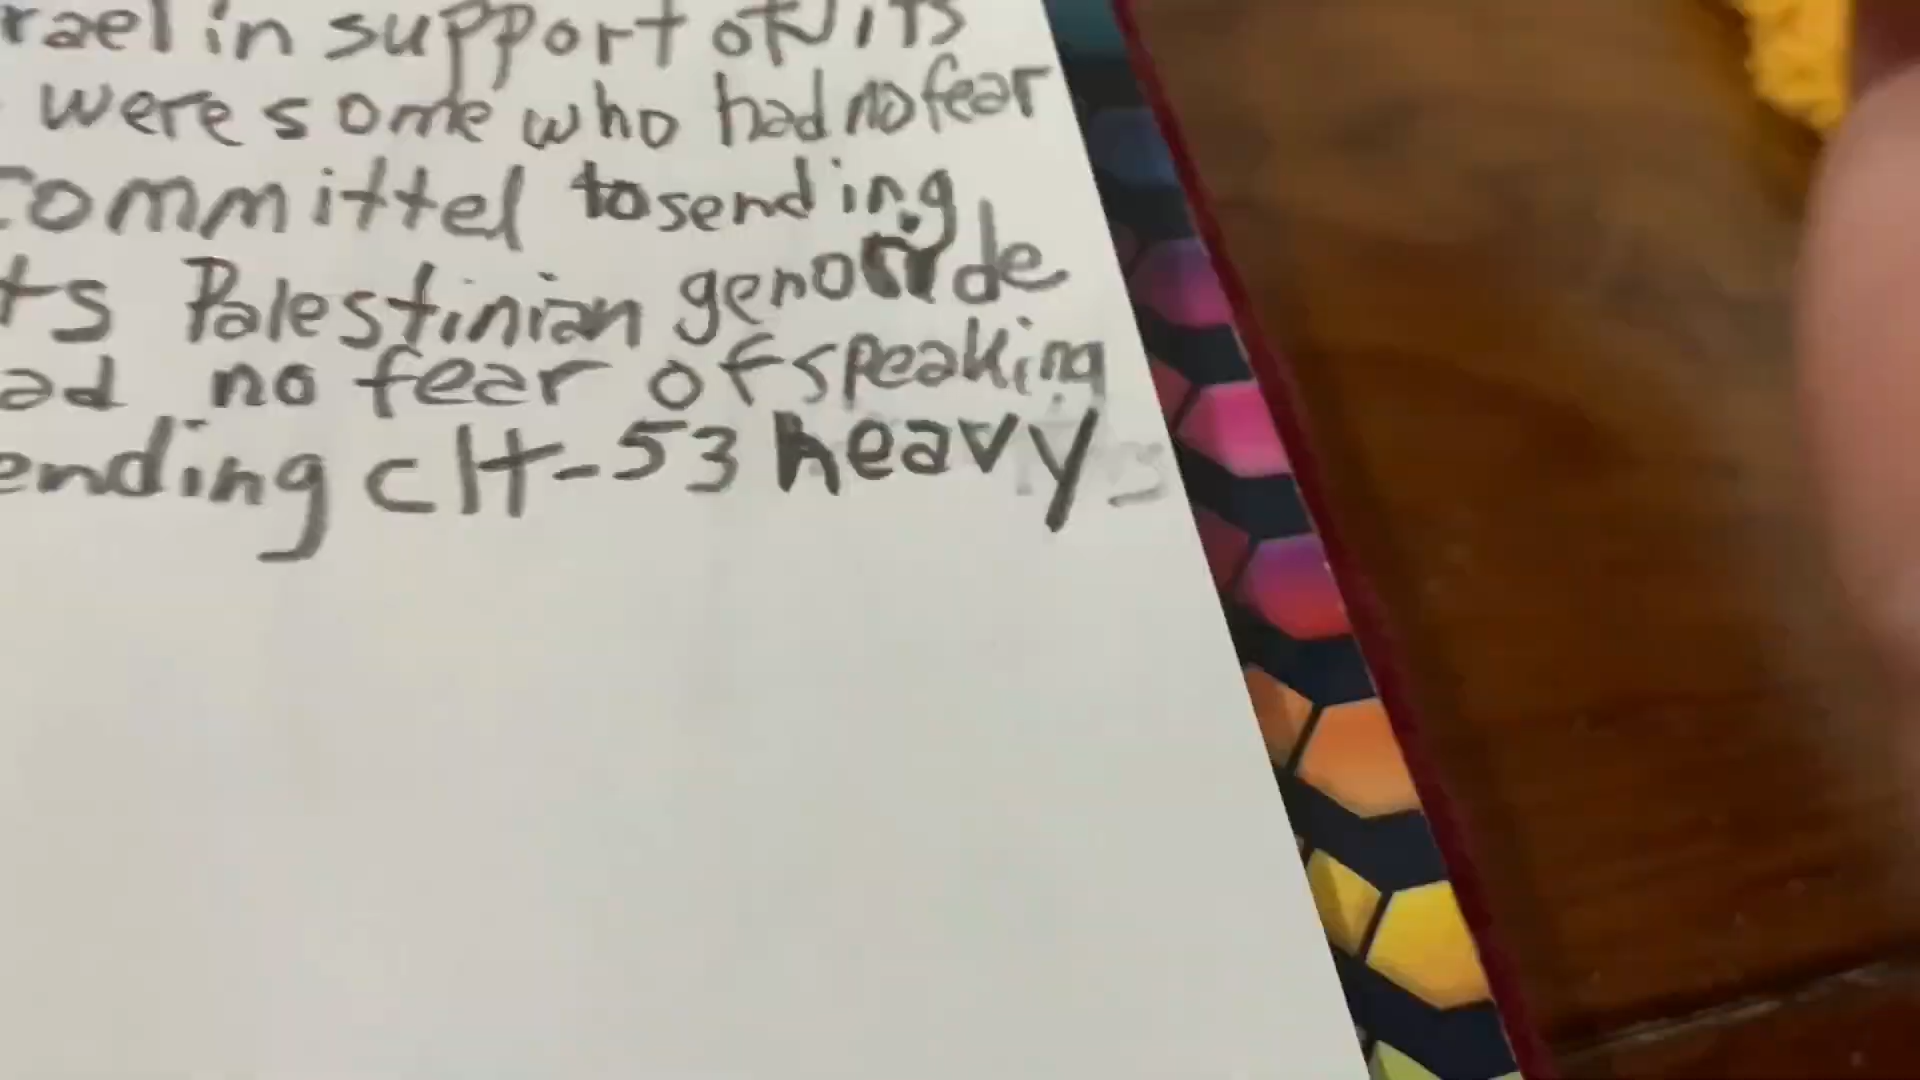 rael in support of its
were some who had no fear
committel to sending
ts Palestinian genocide
ad no fear of speaking
ending CH-53 heavy